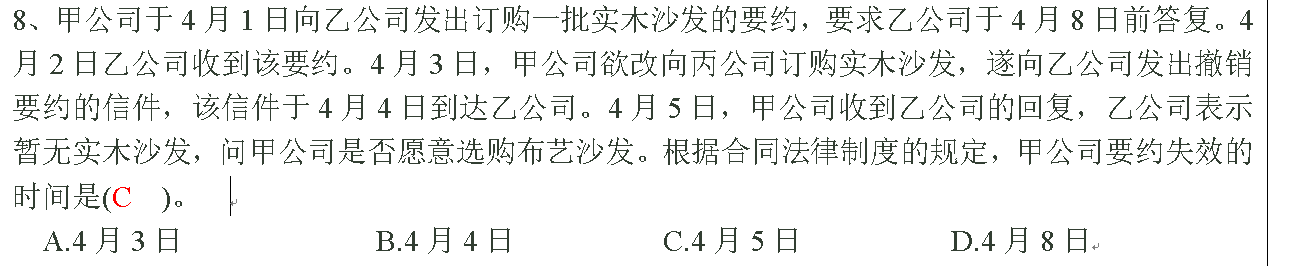 8、甲公司于 4 月 1 日向乙公司发出订购一批实木沙发的要约，要求乙公司于 4 月 8 日前答复。4
月 2 日乙公司收到该要约。4 月 3 日，甲公司欲改向丙公司订购实木沙发，遂向乙公司发出撤销
要约的信件，该信件于 4 月 4 日到达乙公司。4 月 5 日，甲公司收到乙公司的回复，乙公司表示
暂无实木沙发，问甲公司是否愿意选购布艺沙发。根据合同法律制度的规定，甲公司要约失效的
时间是(C )。
A.4 月 3 日 B.4 月 4 日 C.4 月 5 日 D.4 月 8 日